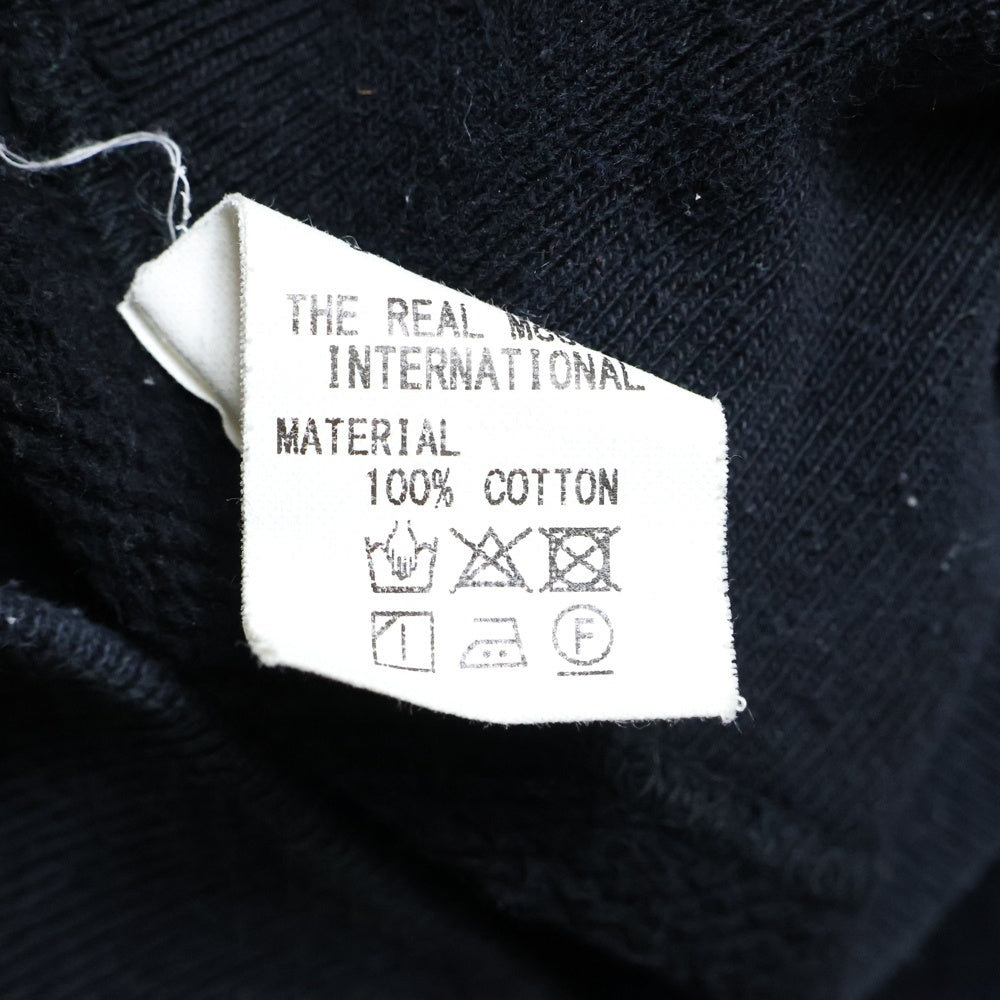 THE REAL
INTERNATIONAL
MATERIAL
100% COTTON
F